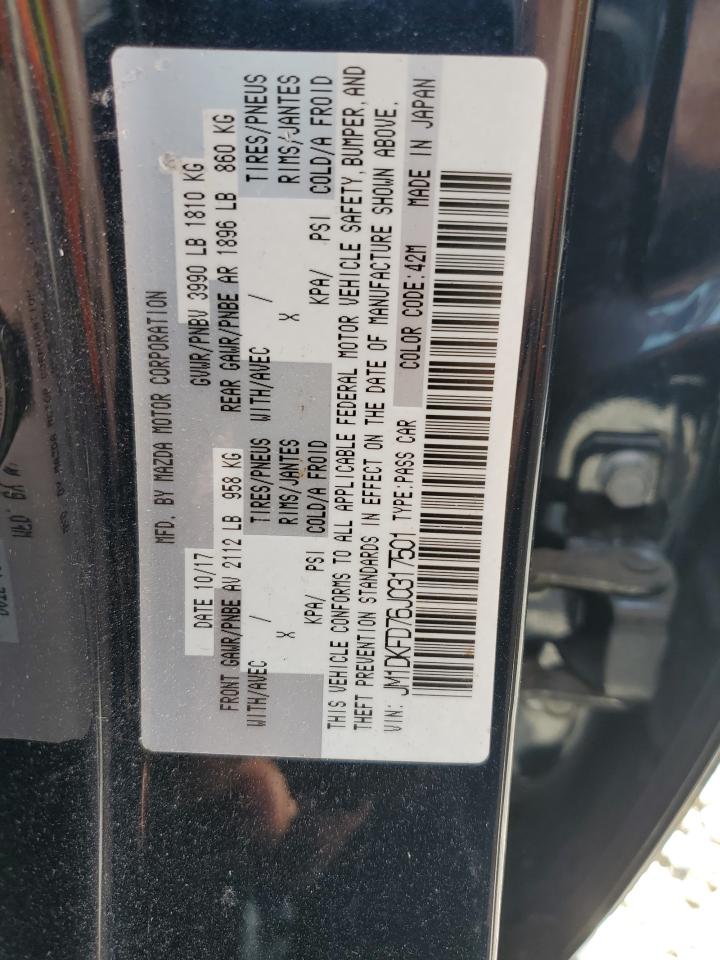 MFD. BY MAZDA MOTOR CORPORATION
DATE 10/17 GVWR/PNBV 3990 LB 1810 KG
FRONT GAWR/PNBE AV 2112 LB 958 KG REAR GAWR/PNBE AR 1896 LB 860 KG
WITH/AVEC / TIRES/PNEUS WITH/AVEC / TIRES/PNEUS
X RIMS/JANTES X RIMS/JANTES
KPA/ PSI COLD/A FROID KPA/ PSI COLD/A FROID
THIS VEHICLE CONFORMS TO ALL APPLICABLE FEDERAL MOTOR VEHICLE SAFETY, BUMPER, AND
THEFT PREVENTION STANDARDS IN EFFECT ON THE DATE OF MANUFACTURE SHOWN ABOVE.
VIN: JM1DKFD76J0317501 TYPE:PASS CAR COLOR CODE:42M MADE IN JAPAN